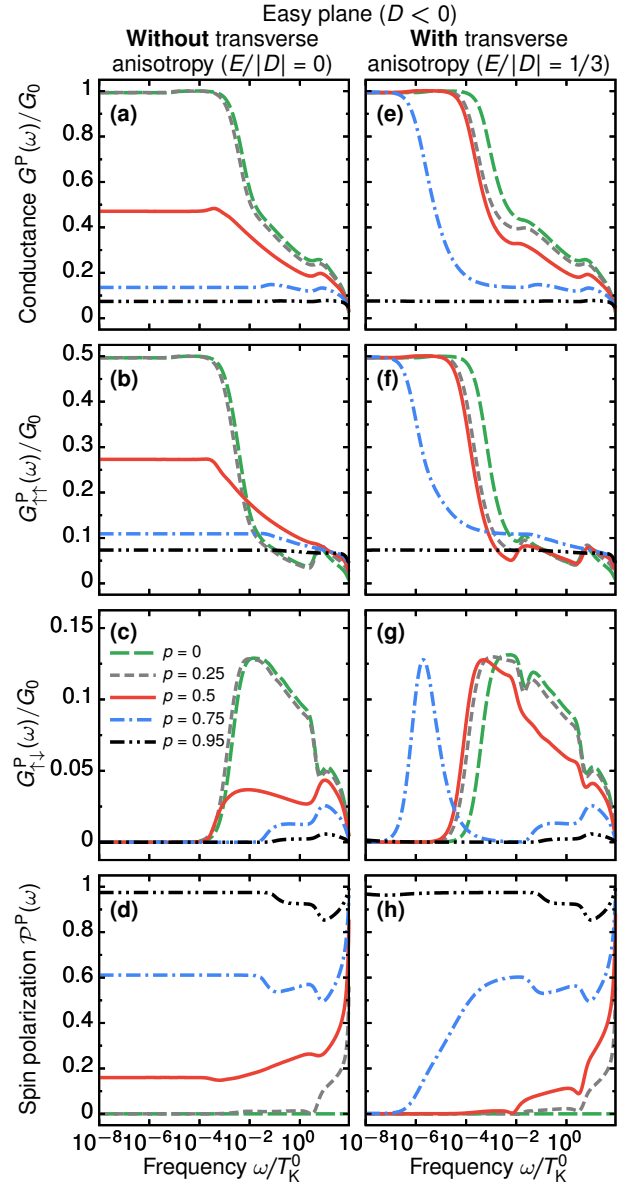 Easy plane (D < 0)
Without transverse
anisotropy (E/|D| = 0)
With transverse
anisotropy (E/|D| = 1/3)
Conductance G^P(ω)/G_0
1
0.8
0.6
0.4
0.2
0
(a)
(e)
G^P_↑↑(ω)/G_0
0.5
0.4
0.3
0.2
0.1
0
(b)
(f)
G^P_↑↓(ω)/G_0
0.15
0.1
0.05
0
(c)
p = 0
p = 0.25
p = 0.5
p = 0.75
p = 0.95
(g)
Spin polarization 𝒫^P(ω)
1
0.8
0.6
0.4
0.2
0
(d)
(h)
10^−8 10^−6 10^−4 10^−2 10^0 10^−8 10^−6 10^−4 10^−2 10^0 10^2
Frequency ω/T_K^0
Frequency ω/T_K^0